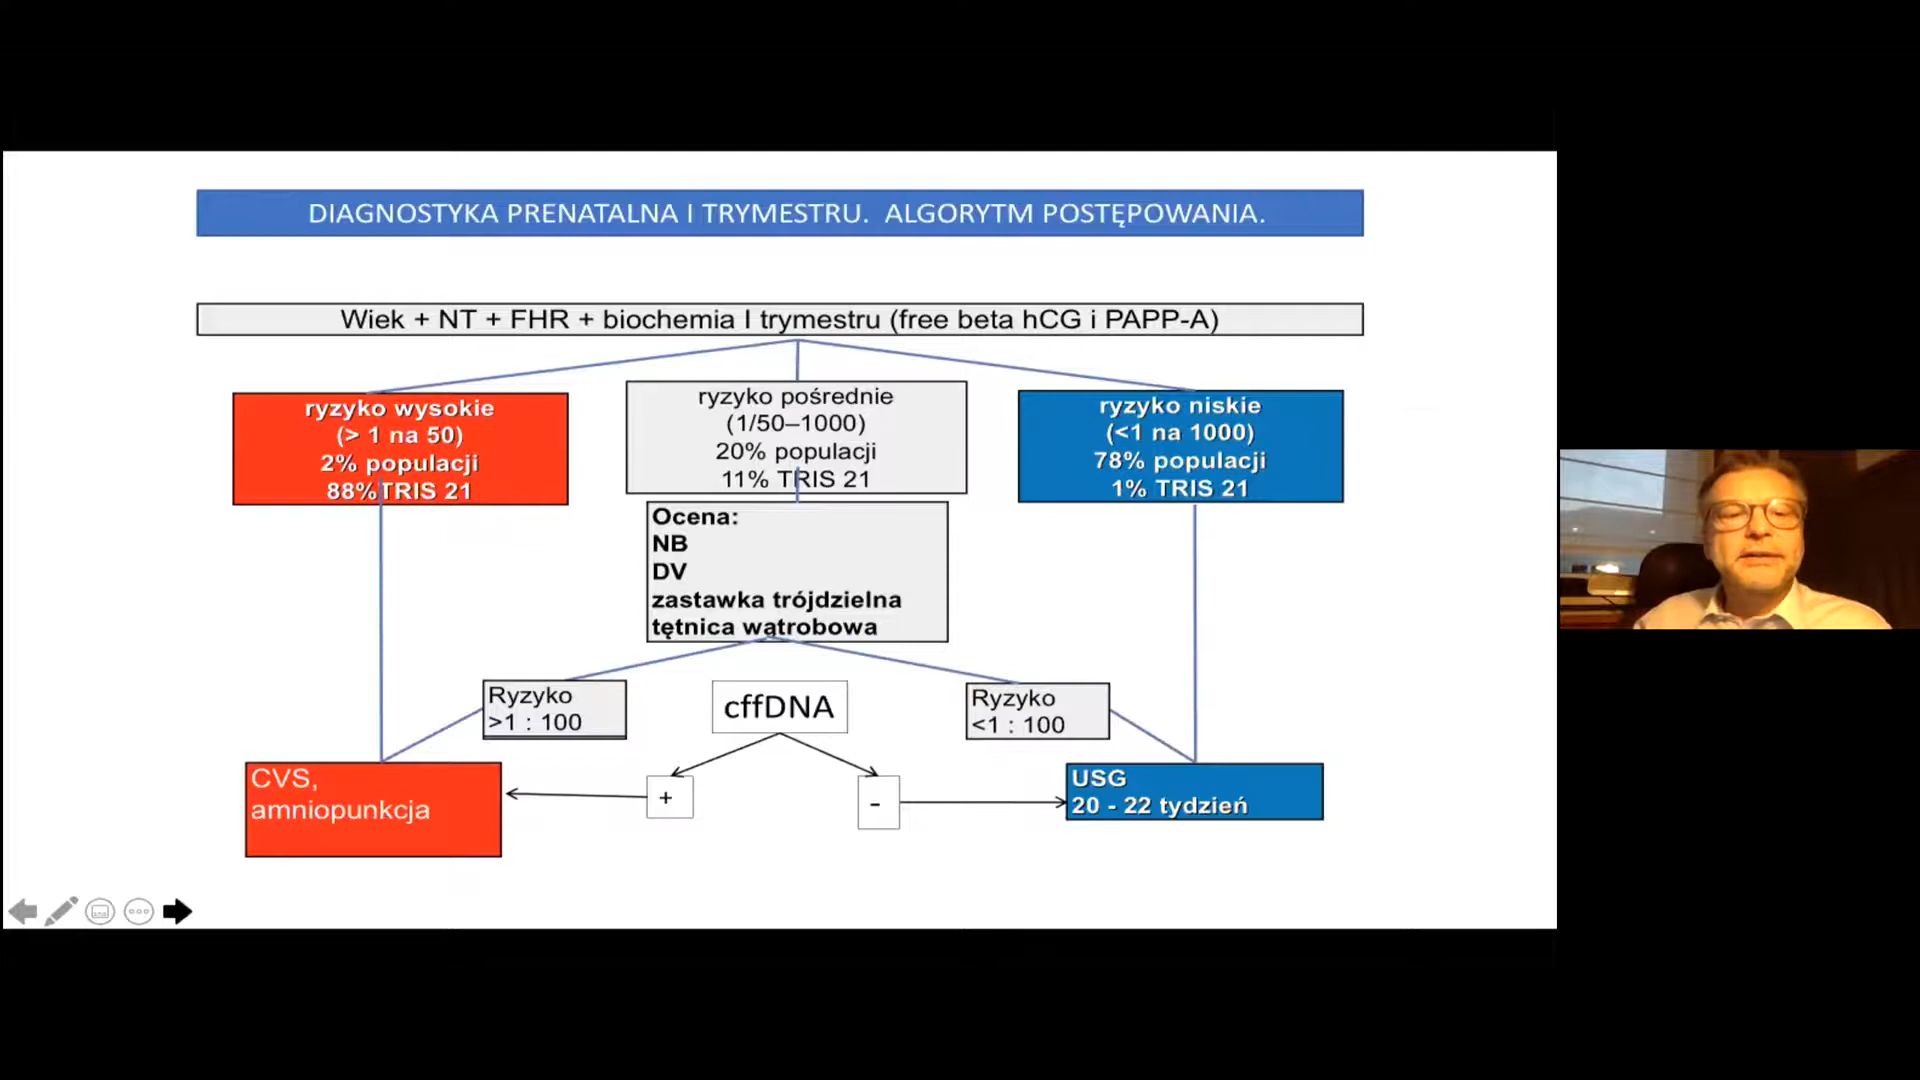 DIAGNOSTYKA PRENATALNA I TRYMESTRU. ALGORYTM POSTĘPOWANIA.
Wiek + NT + FHR + biochemia I trymestru (free beta hCG i PAPP-A)
ryzyko wysokie
(> 1 na 50)
2% populacji
88% TRIS 21
ryzyko pośrednie
(1/50–1000)
20% populacji
11% TRIS 21
ryzyko niskie
(<1 na 1000)
78% populacji
1% TRIS 21
Ocena:
NB
DV
zastawka trójdzielna
tętnica wątrobowa
Ryzyko
>1 : 100
cffDNA
Ryzyko
<1 : 100
CVS,
amniopunkcja
+
-
USG
20 - 22 tydzień